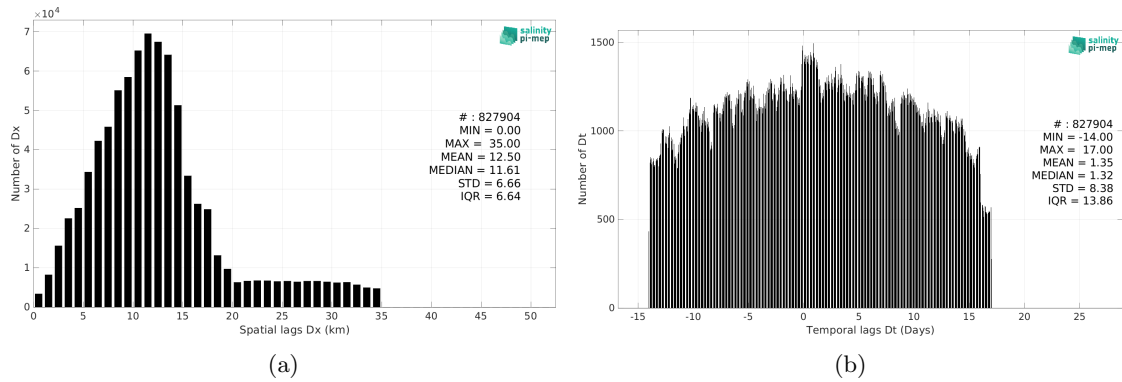 ×10⁴
7
6
5
4
3
2
1
0
Number of Dx
salinity
pi-mep
# : 827904
MIN = 0.00
MAX = 35.00
MEAN = 12.50
MEDIAN = 11.61
STD = 6.66
IQR = 6.64
0 5 10 15 20 25 30 35 40 45 50
Spatial lags Dx (km)
(a)
1500
1000
500
0
Number of Dt
salinity
pi-mep
# : 827904
MIN = -14.00
MAX = 17.00
MEAN = 1.35
MEDIAN = 1.32
STD = 8.38
IQR = 13.86
-15 -10 -5 0 5 10 15 20 25
Temporal lags Dt (Days)
(b)